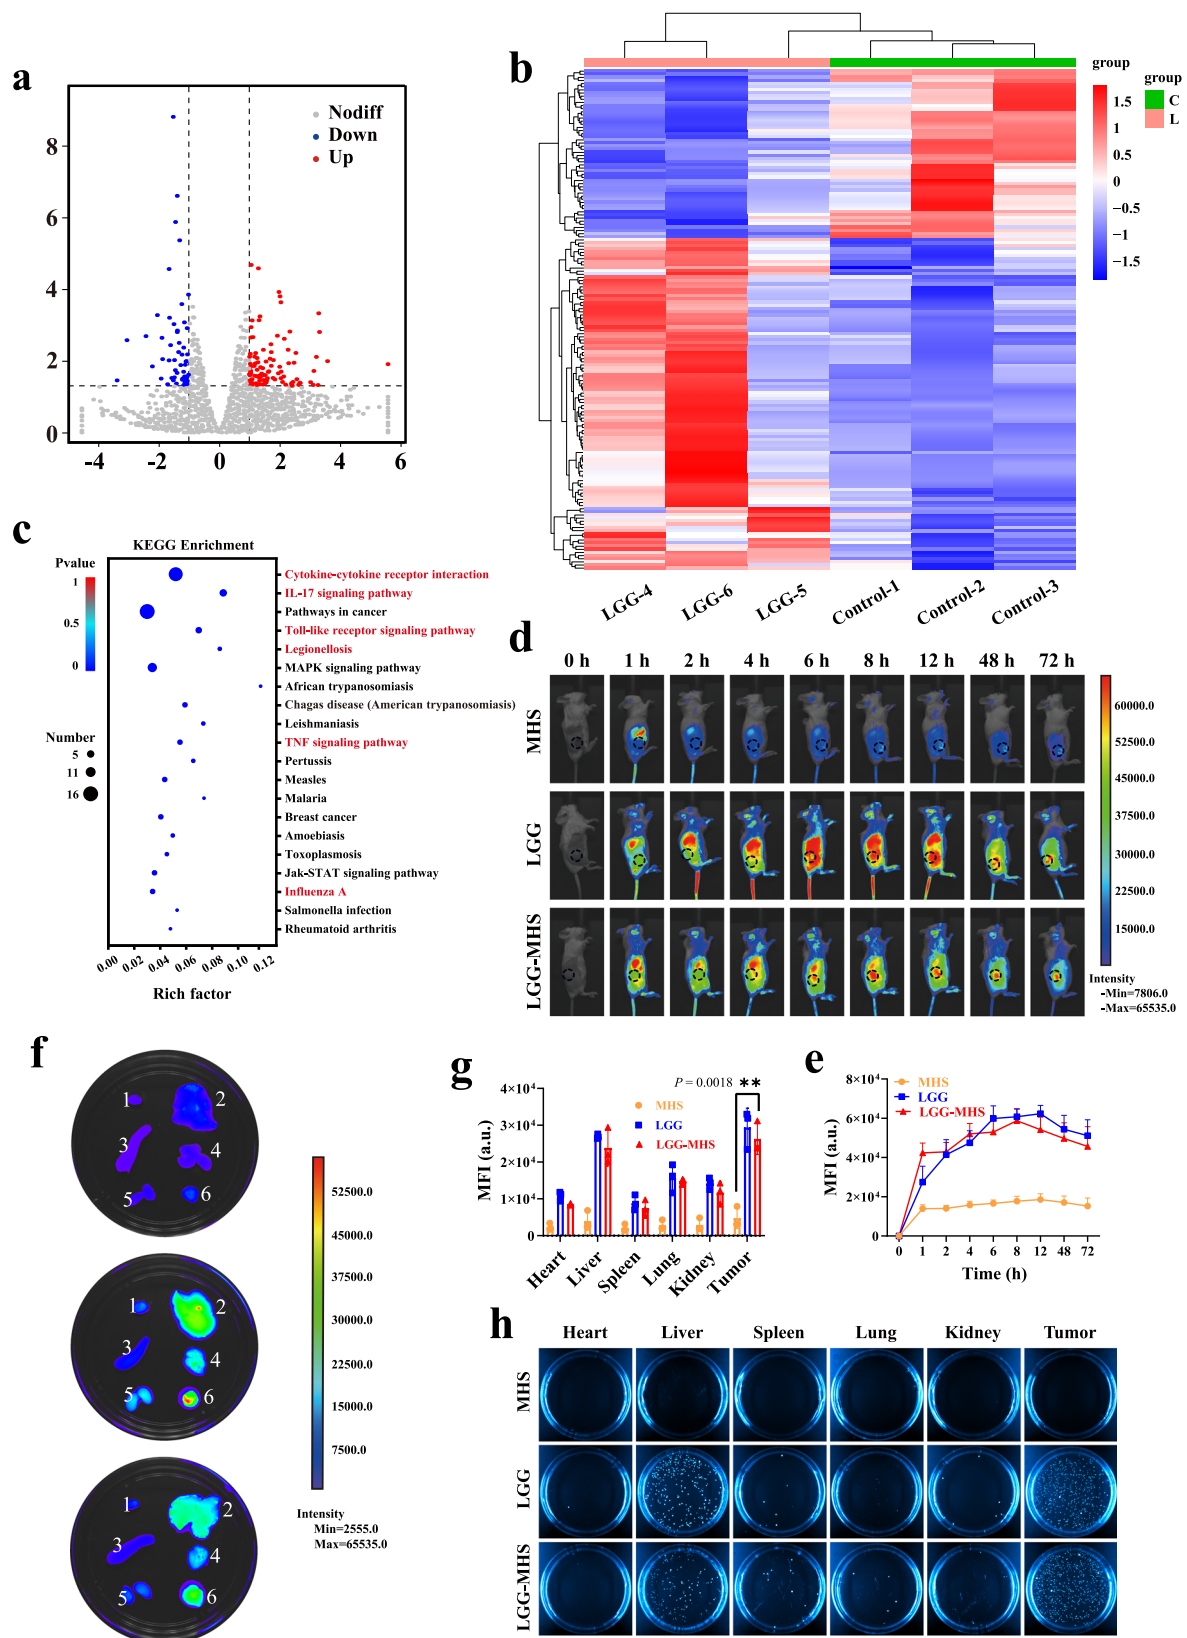 a
Nodiff
Down
Up
8
6
4
2
0
-4
-2
0
2
4
6
b
group
1.5
1
0.5
0
-0.5
-1
-1.5
group
C
L
LGG-4
LGG-6
LGG-5
Control-1
Control-2
Control-3
c
KEGG Enrichment
Pvalue
1
0.5
0
Number
5
11
16
Cytokine-cytokine receptor interaction
IL-17 signaling pathway
Pathways in cancer
Toll-like receptor signaling pathway
Legionellosis
MAPK signaling pathway
African trypanosomiasis
Chagas disease (American trypanosomiasis)
Leishmaniasis
TNF signaling pathway
Pertussis
Measles
Malaria
Breast cancer
Amoebiasis
Toxoplasmosis
Jak-STAT signaling pathway
Influenza A
Salmonella infection
Rheumatoid arthritis
0.00
0.02
0.04
0.06
0.08
0.10
0.12
Rich factor
d
0 h
1 h
2 h
4 h
6 h
8 h
12 h
48 h
72 h
MHS
LGG
LGG-MHS
60000.0
52500.0
45000.0
37500.0
30000.0
22500.0
15000.0
Intensity
-Min=7806.0
-Max=65535.0
f
1
2
3
4
5
6
1
2
3
4
5
6
1
2
3
4
5
6
52500.0
45000.0
37500.0
30000.0
22500.0
15000.0
7500.0
Intensity
Min=2555.0
Max=65535.0
g
P = 0.0018 **
MHS
LGG
LGG-MHS
MFI (a.u.)
4×10⁴
3×10⁴
2×10⁴
1×10⁴
0
Heart
Liver
Spleen
Lung
Kidney
Tumor
e
MHS
LGG
LGG-MHS
MFI (a.u.)
8×10⁴
6×10⁴
4×10⁴
2×10⁴
0
0
1
2
4
6
8
12
48
72
Time (h)
h
Heart
Liver
Spleen
Lung
Kidney
Tumor
MHS
LGG
LGG-MHS